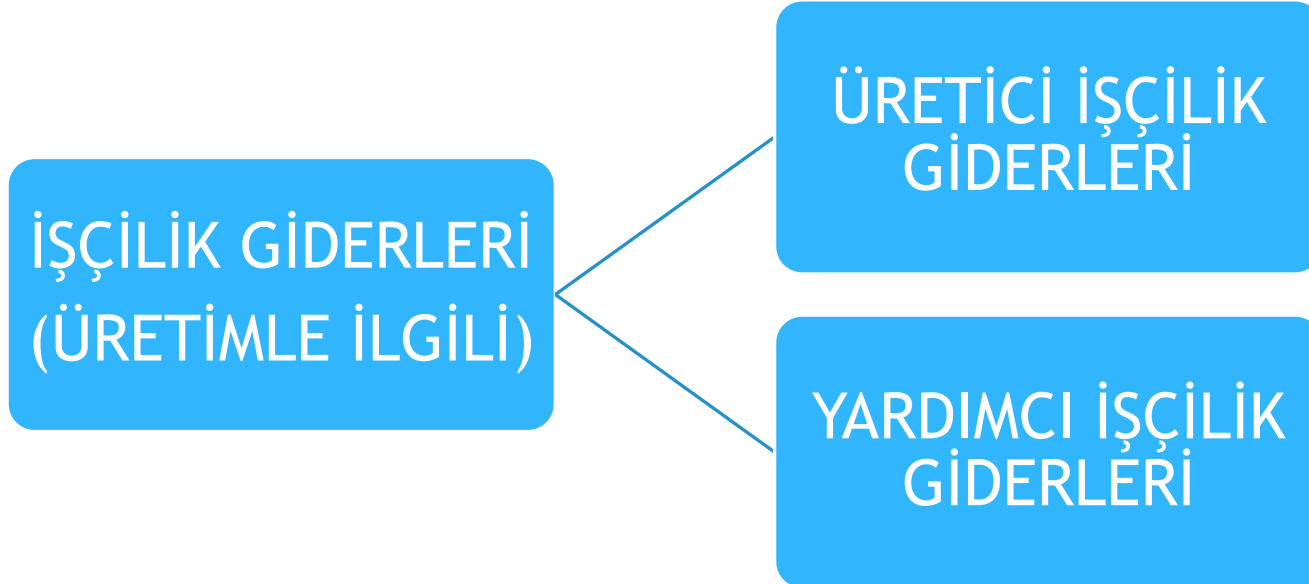 İŞÇİLİK GİDERLERİ
(ÜRETİMLE İLGİLİ)
ÜRETİCİ İŞÇİLİK
GİDERLERİ
YARDIMCI İŞÇİLİK
GİDERLERİ